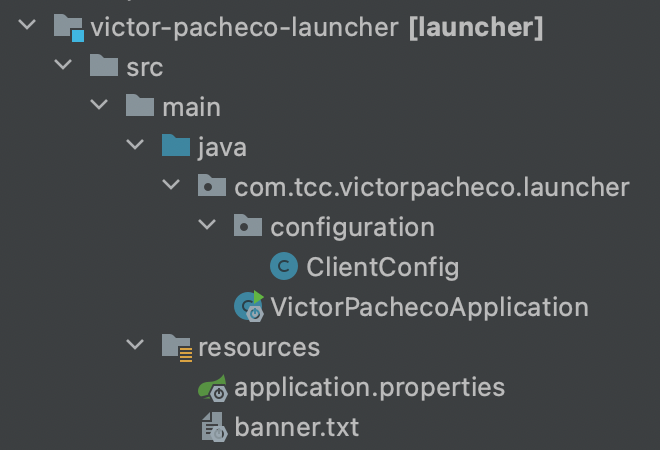 victor-pacheco-launcher [launcher]
src
main
java
com.tcc.victorpacheco.launcher
configuration
ClientConfig
VictorPachecoApplication
resources
application.properties
banner.txt